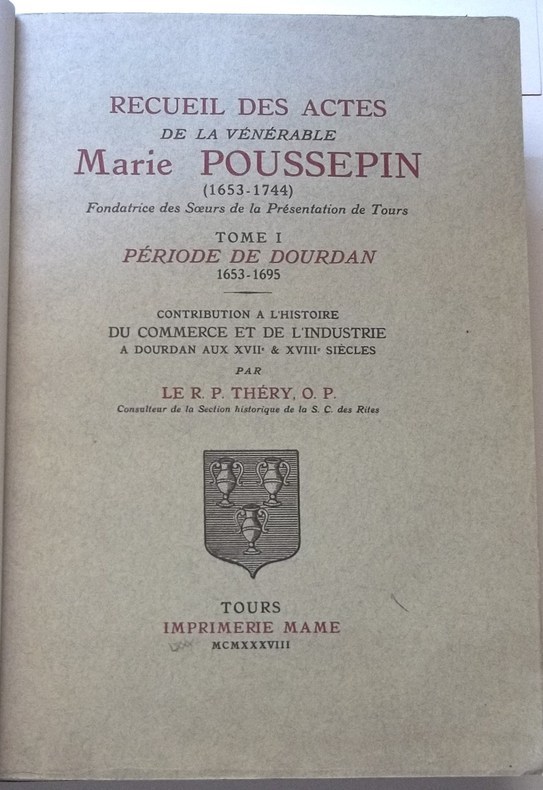 RECUEIL DES ACTES
DE LA VÉNÉRABLE
Marie POUSSEPIN
(1653-1744)
Fondatrice des Sœurs de la Présentation de Tours
TOME I
PÉRIODE DE DOURDAN
1653-1695
CONTRIBUTION A L'HISTOIRE
DU COMMERCE ET DE L'INDUSTRIE
A DOURDAN AUX XVIIe & XVIIIe SIÈCLES
PAR
LE R. P. THÉRY, O. P.
Consulteur de la Section historique de la S. C. des Rites
TOURS
IMPRIMERIE MAME
MCMXXXVIII